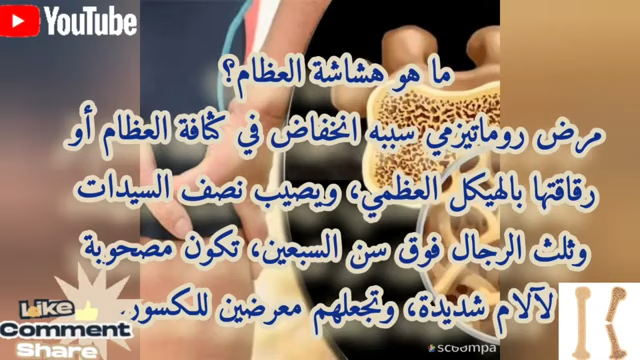 YouTube
ما هو هشاشة العظام؟
مرض روماتيزمي سببه انخفاض في كثافة العظام أو
رقاقتها بالهيكل العظمي، ويصيب نصف السيدات
وثلث الرجال فوق سن السبعين، تكون مصحوبة
لآلام شديدة، وتجعلهم معرضين للكسور.
Like
Comment
Share